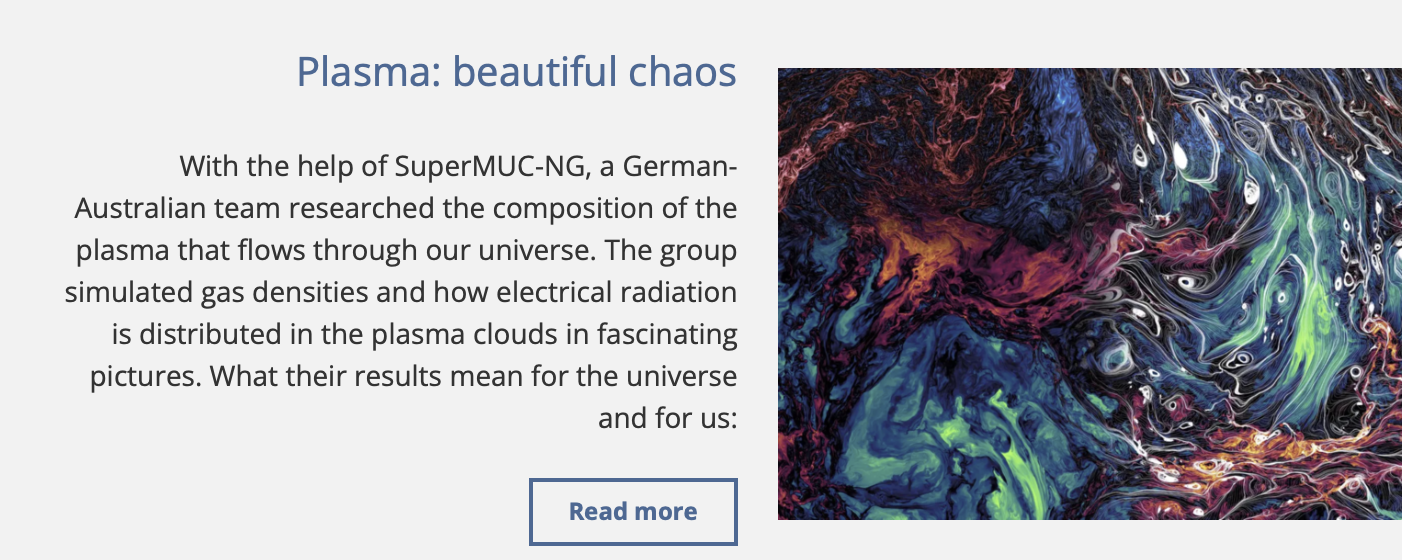 Plasma: beautiful chaos
With the help of SuperMUC-NG, a German-
Australian team researched the composition of the
plasma that flows through our universe. The group
simulated gas densities and how electrical radiation
is distributed in the plasma clouds in fascinating
pictures. What their results mean for the universe
and for us:
Read more